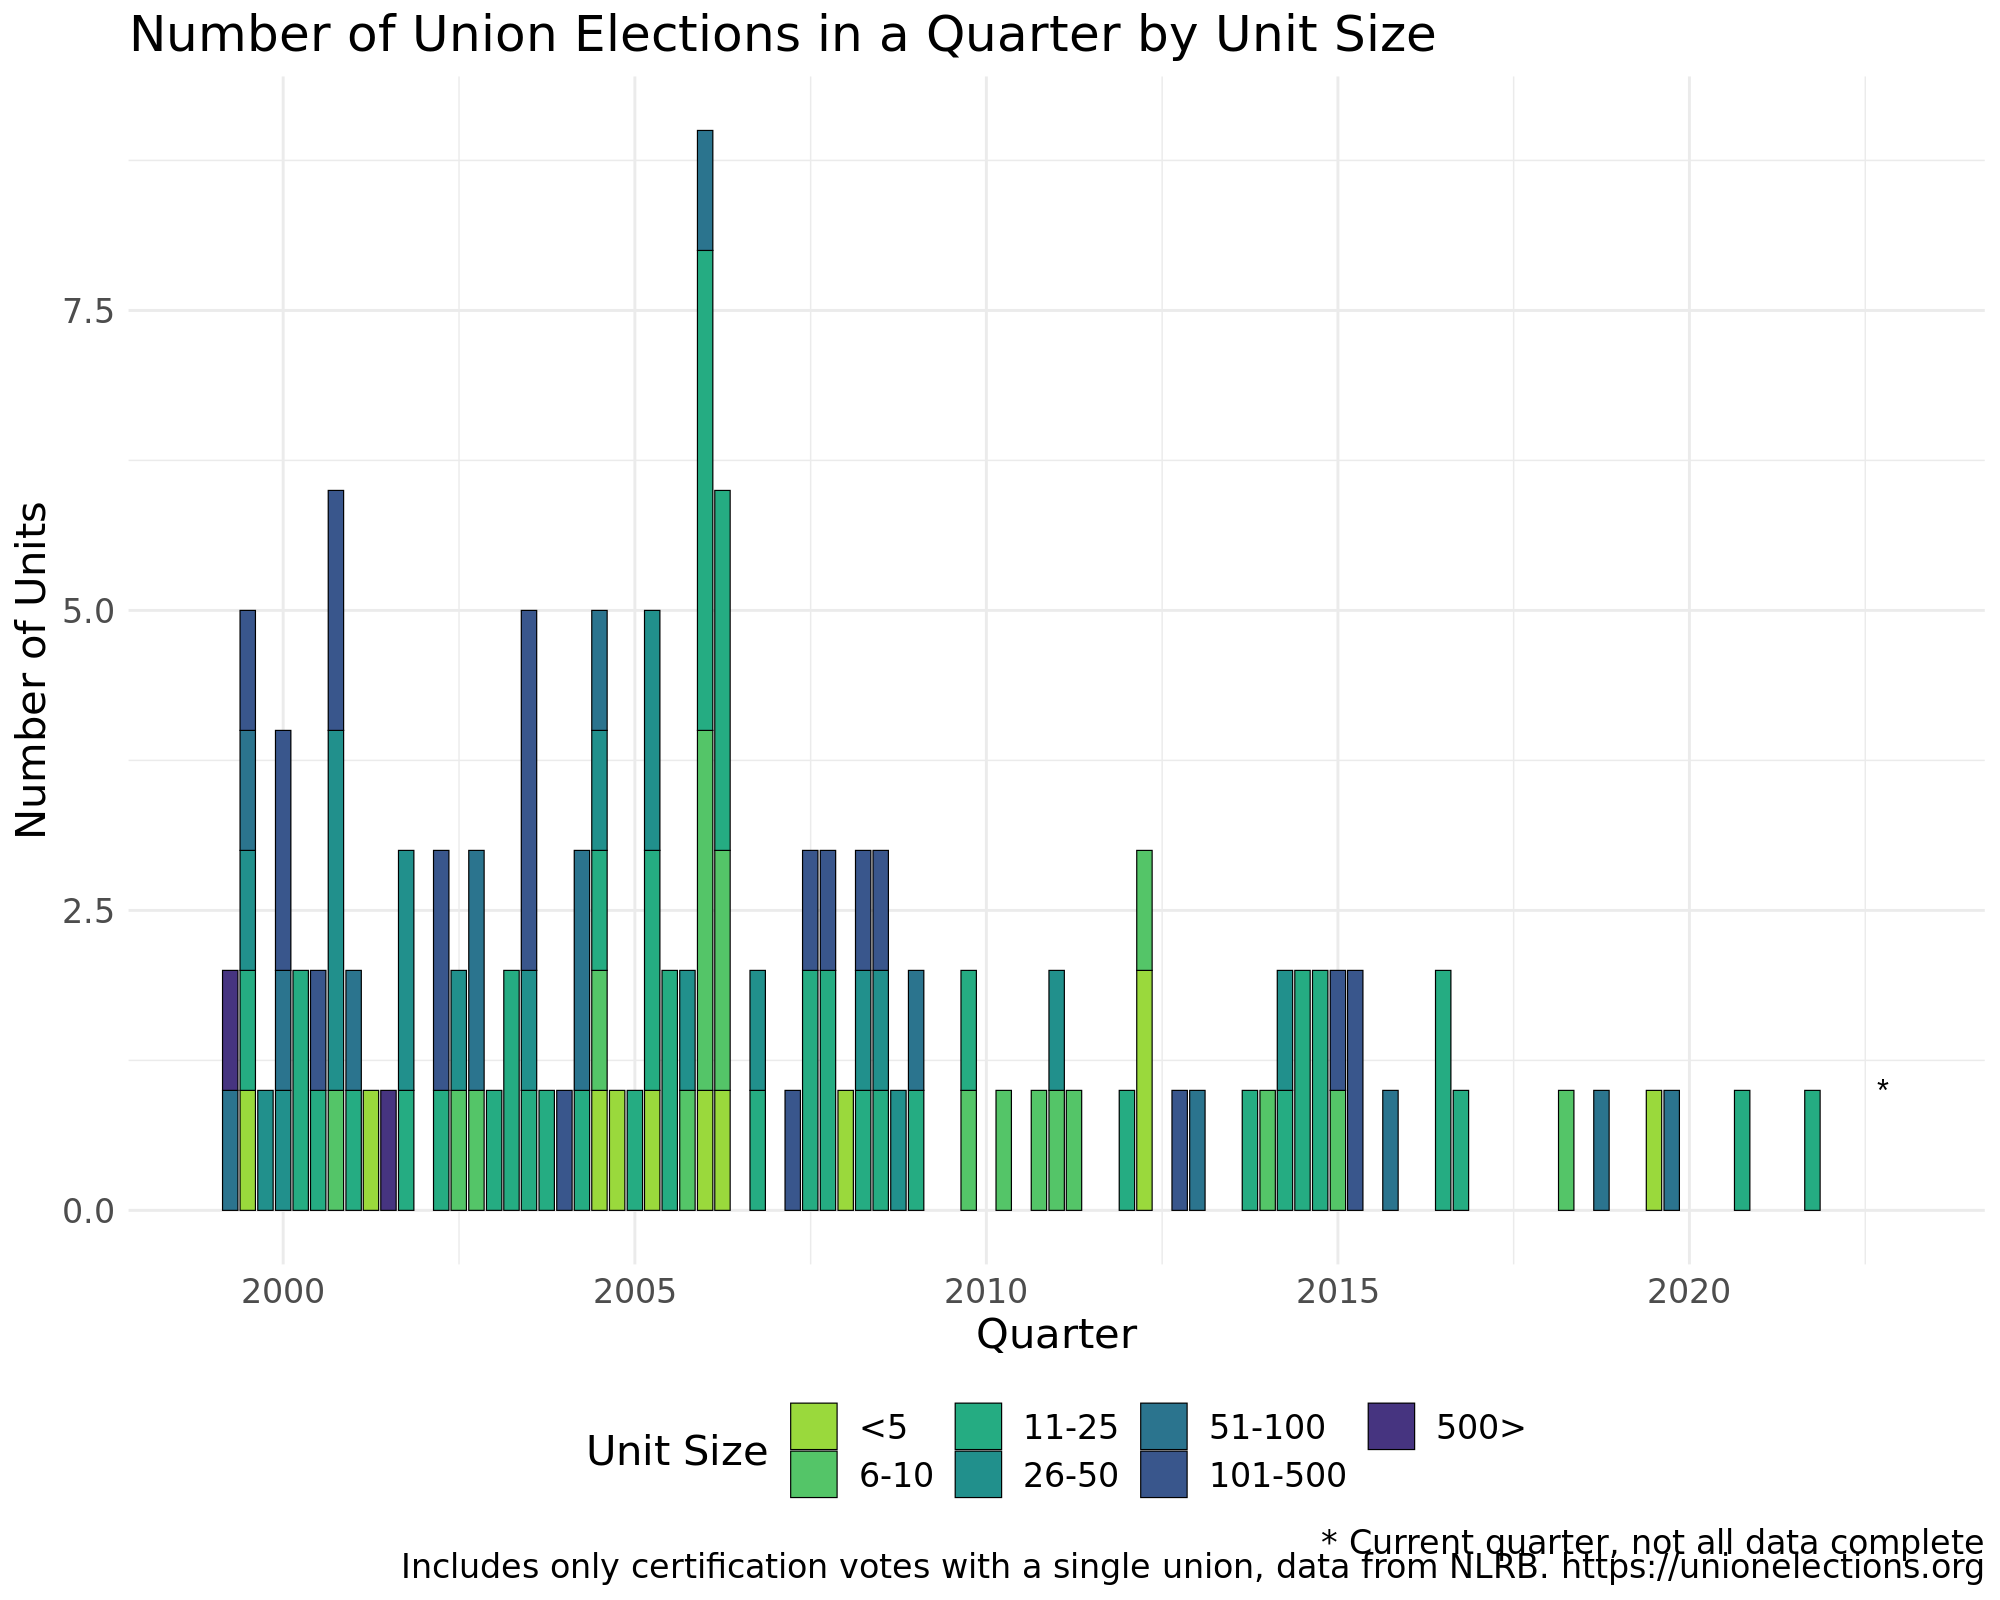 Number of Union Elections in a Quarter by Unit Size
Number of Units
7.5
5.0
2.5
0.0
*
2000 2005 2010 2015 2020
Quarter
Unit Size
<5 11-25 51-100 500>
6-10 26-50 101-500
* Current quarter, not all data complete
Includes only certification votes with a single union, data from NLRB. https://unionelections.org